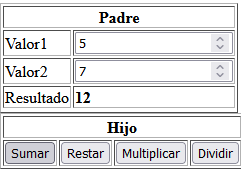 Padre
Valor1 5
Valor2 7
Resultado 12
Hijo
Sumar Restar Multiplicar Dividir